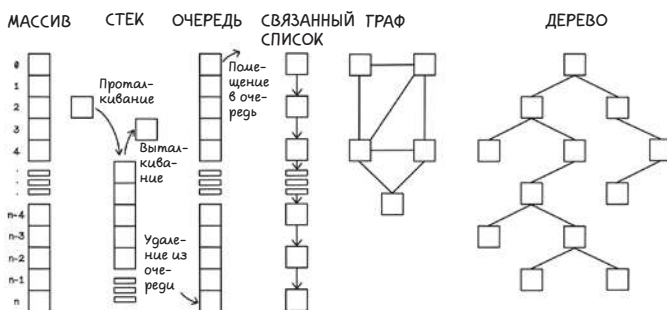 МАССИВ
СТЕК
ОЧЕРЕДЬ
СВЯЗАННЫЙ
СПИСОК
ГРАФ
ДЕРЕВО
0
1
2
3
4
.
.
.
n-4
n-3
n-2
n-1
n
Протал-
кивание
Вытал-
кива-
ние
Поме-
щение
в оче-
редь
Удале-
ние из
оче-
реди